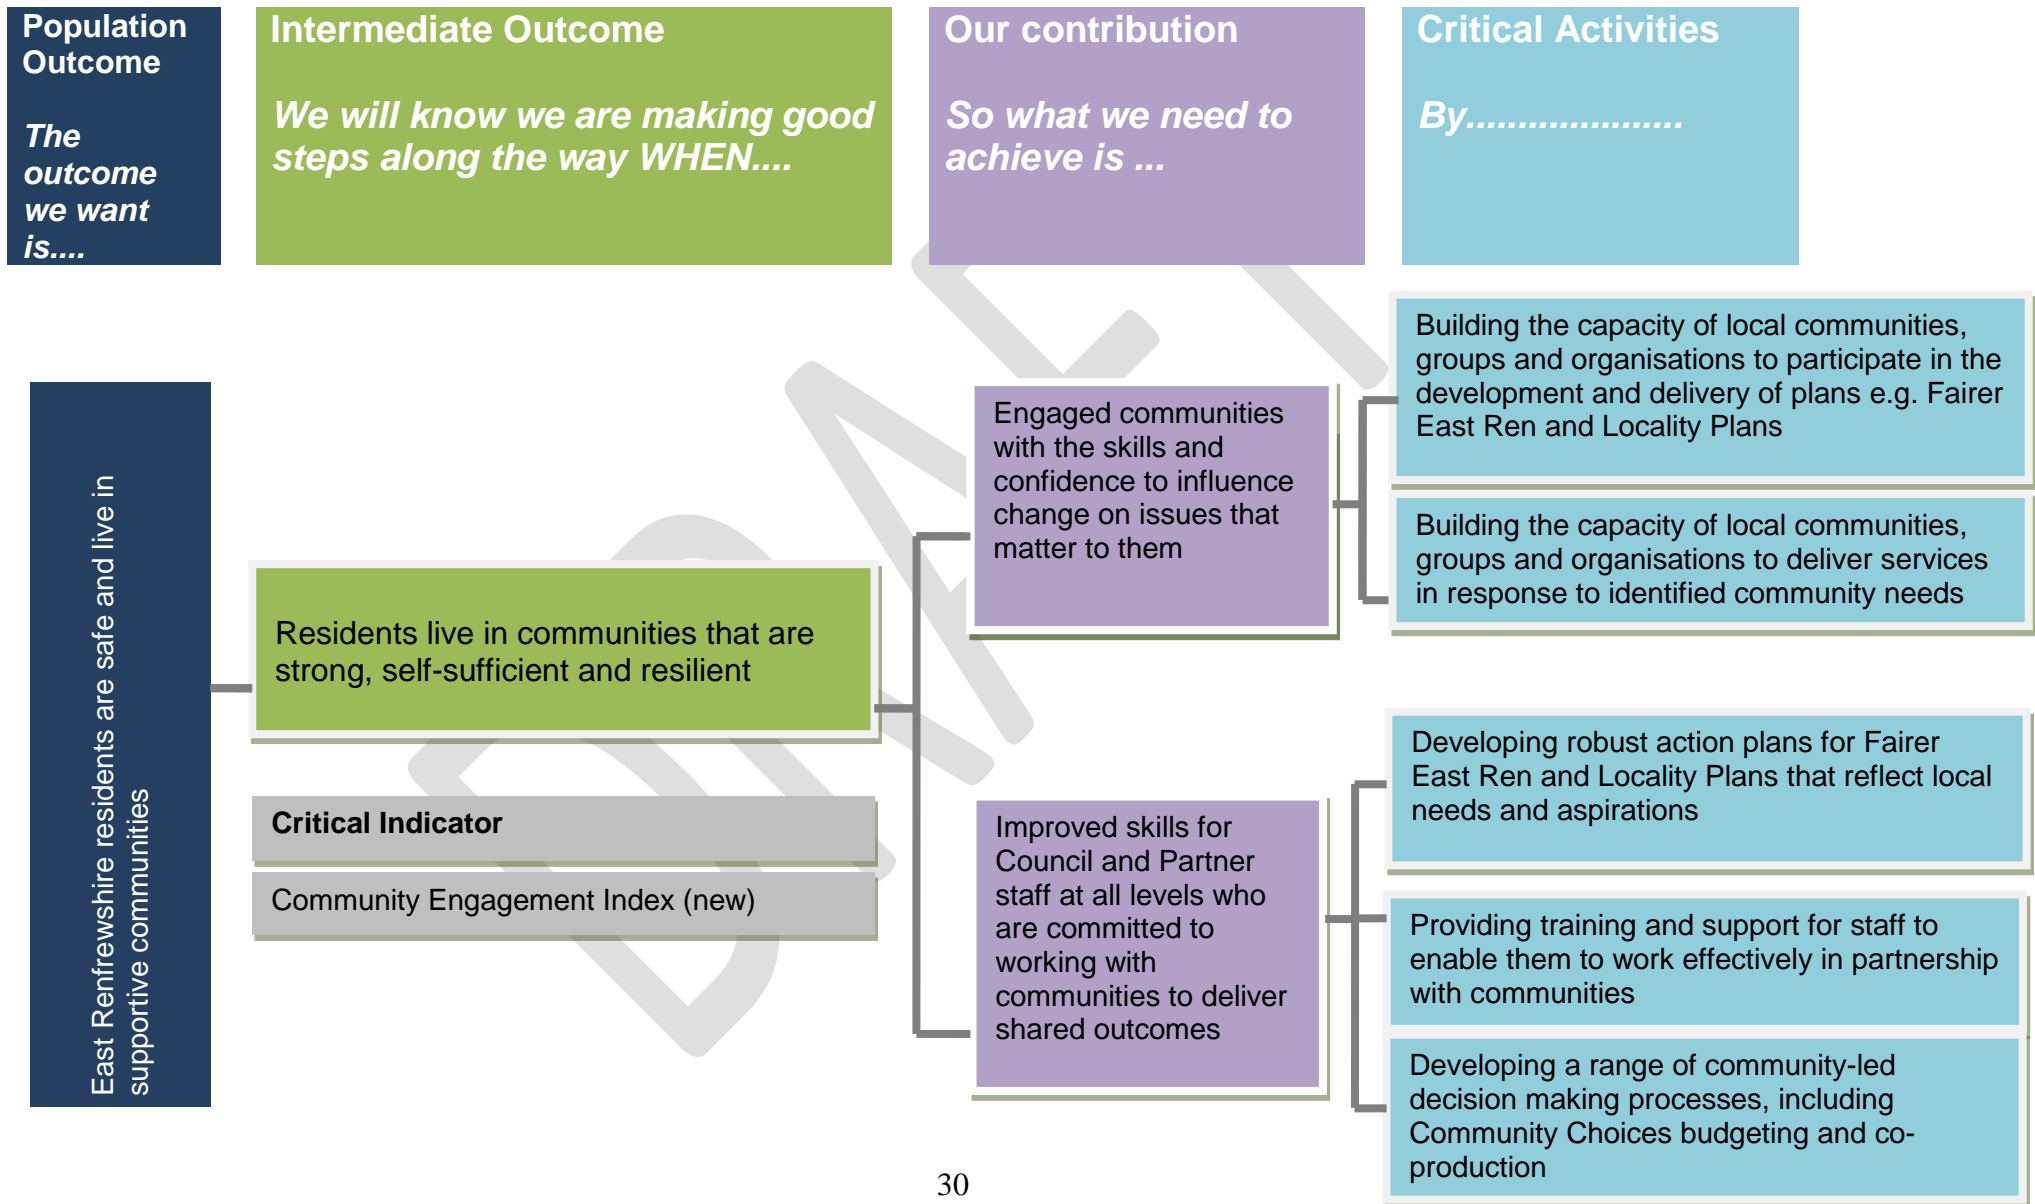 Population
Outcome
The
outcome
we want
is....
Intermediate Outcome
We will know we are making good
steps along the way WHEN....
Our contribution
So what we need to
achieve is ...
Critical Activities
By.....................
East Renfrewshire residents are safe and live in
supportive communities
Residents live in communities that are
strong, self-sufficient and resilient
Critical Indicator
Community Engagement Index (new)
Engaged communities
with the skills and
confidence to influence
change on issues that
matter to them
Improved skills for
Council and Partner
staff at all levels who
are committed to
working with
communities to deliver
shared outcomes
Building the capacity of local communities,
groups and organisations to participate in the
development and delivery of plans e.g. Fairer
East Ren and Locality Plans
Building the capacity of local communities,
groups and organisations to deliver services
in response to identified community needs
Developing robust action plans for Fairer
East Ren and Locality Plans that reflect local
needs and aspirations
Providing training and support for staff to
enable them to work effectively in partnership
with communities
Developing a range of community-led
decision making processes, including
Community Choices budgeting and co-
production
DRAFT
30